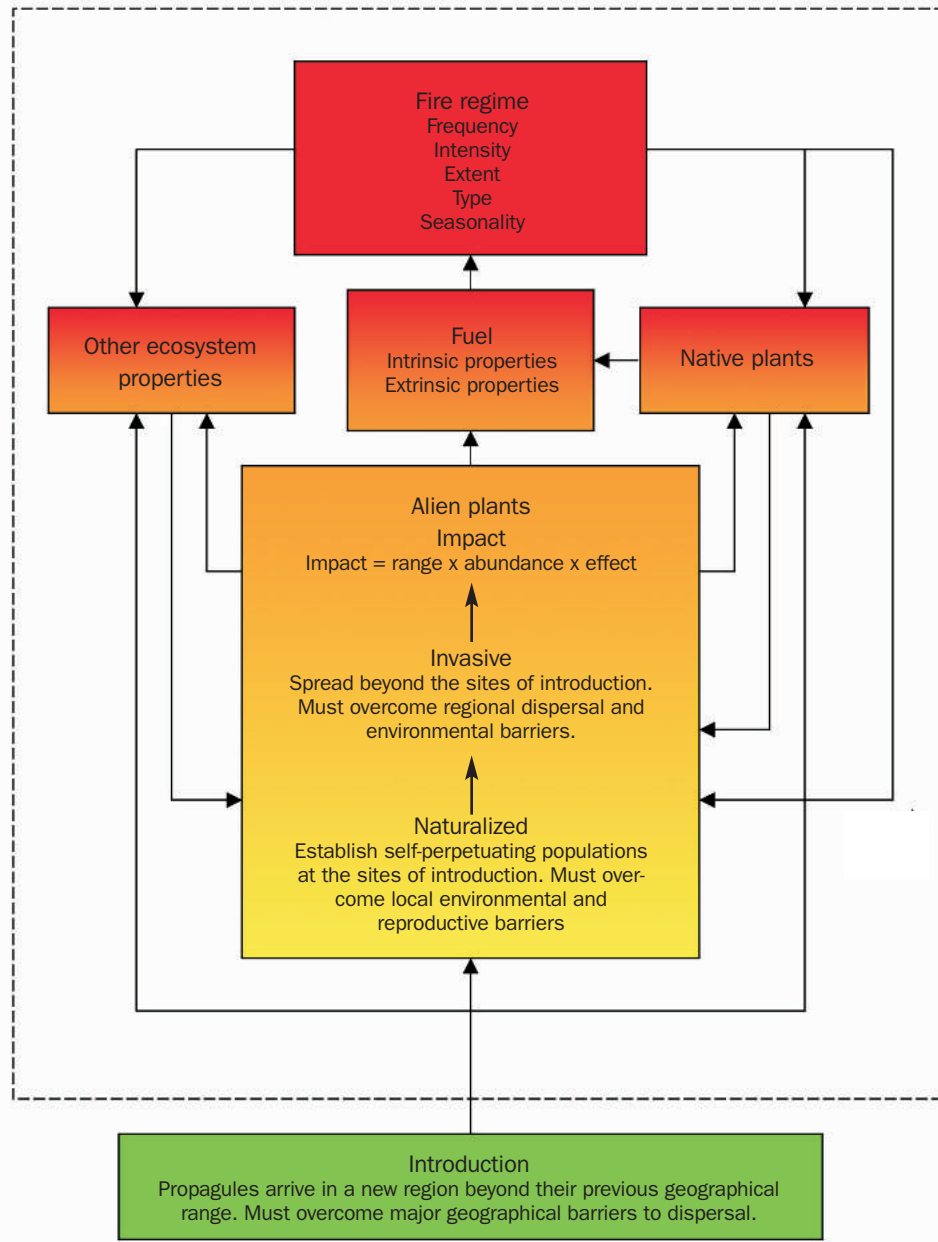 Fire regime
Frequency
Intensity
Extent
Type
Seasonality
Other ecosystem
properties
Fuel
Intrinsic properties
Extrinsic properties
Native plants
Alien plants
Impact
Impact = range x abundance x effect
Invasive
Spread beyond the sites of introduction.
Must overcome regional dispersal and
environmental barriers.
Naturalized
Establish self-perpetuating populations
at the sites of introduction. Must over-
come local environmental and
reproductive barriers
Introduction
Propagules arrive in a new region beyond their previous geographical
range. Must overcome major geographical barriers to dispersal.